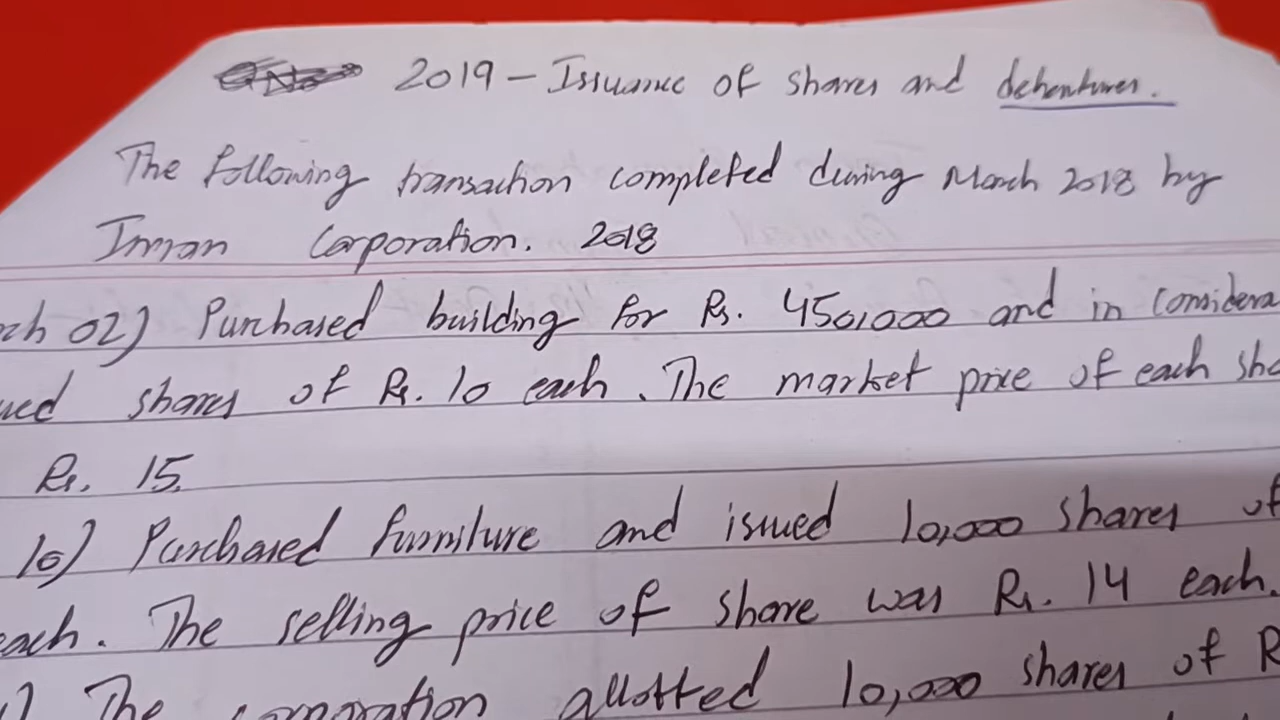 2019 - Issuance of shares and debentures.
The following transaction completed during March 2018 by
Imran Corporation. 2018
ch 02) Purchased building for Rs. 450,000 and in considera
ued shares of Rs. 10 each. The market price of each sha
Rs. 15.
10) Purchased furniture and issued 10,000 shares of
each. The selling price of share was Rs. 14 each.
) The corporation allotted 10,000 shares of R